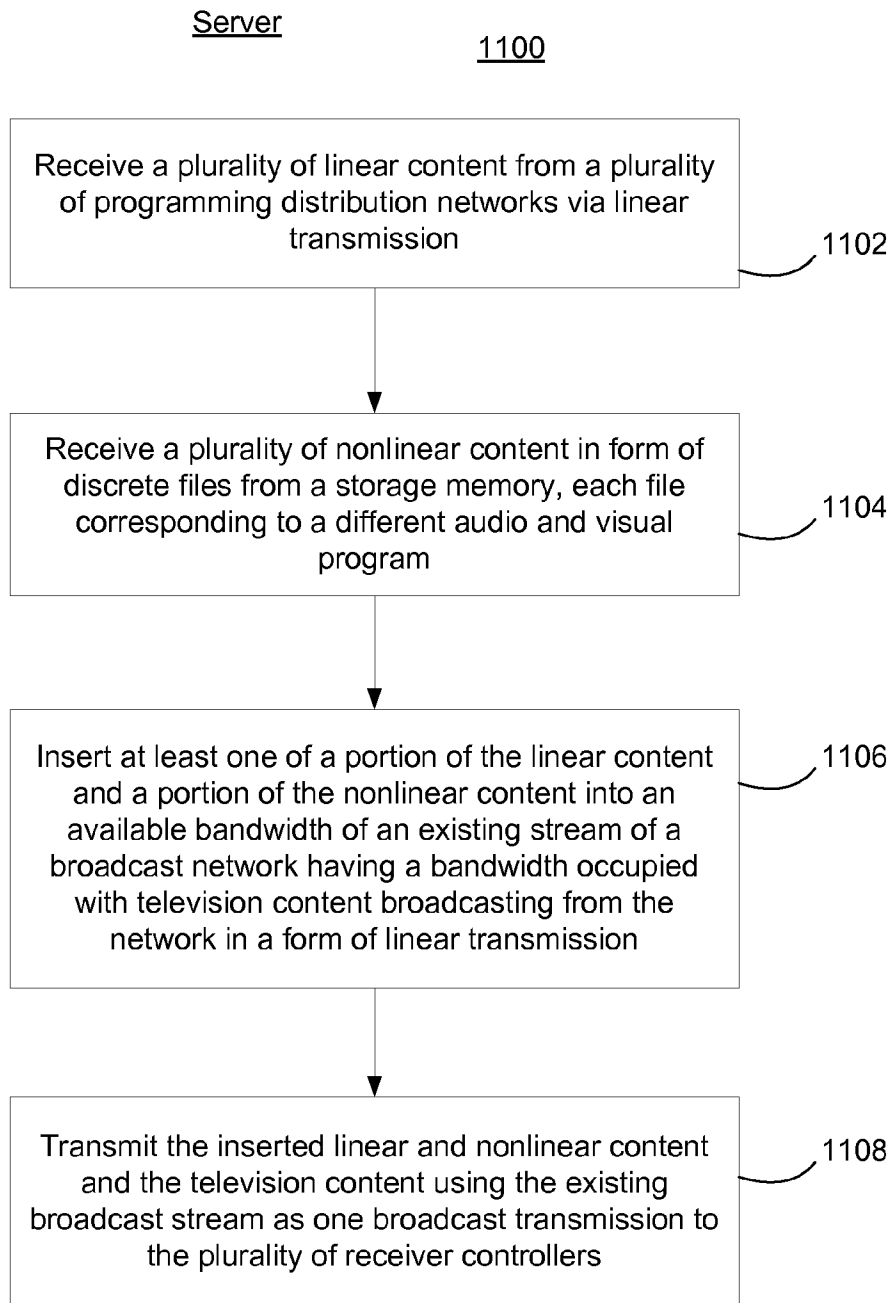 Server
1100
Receive a plurality of linear content from a plurality
of programming distribution networks via linear
transmission
1102
Receive a plurality of nonlinear content in form of
discrete files from a storage memory, each file
corresponding to a different audio and visual
program
1104
Insert at least one of a portion of the linear content
and a portion of the nonlinear content into an
available bandwidth of an existing stream of a
broadcast network having a bandwidth occupied
with television content broadcasting from the
network in a form of linear transmission
1106
Transmit the inserted linear and nonlinear content
and the television content using the existing
broadcast stream as one broadcast transmission to
the plurality of receiver controllers
1108